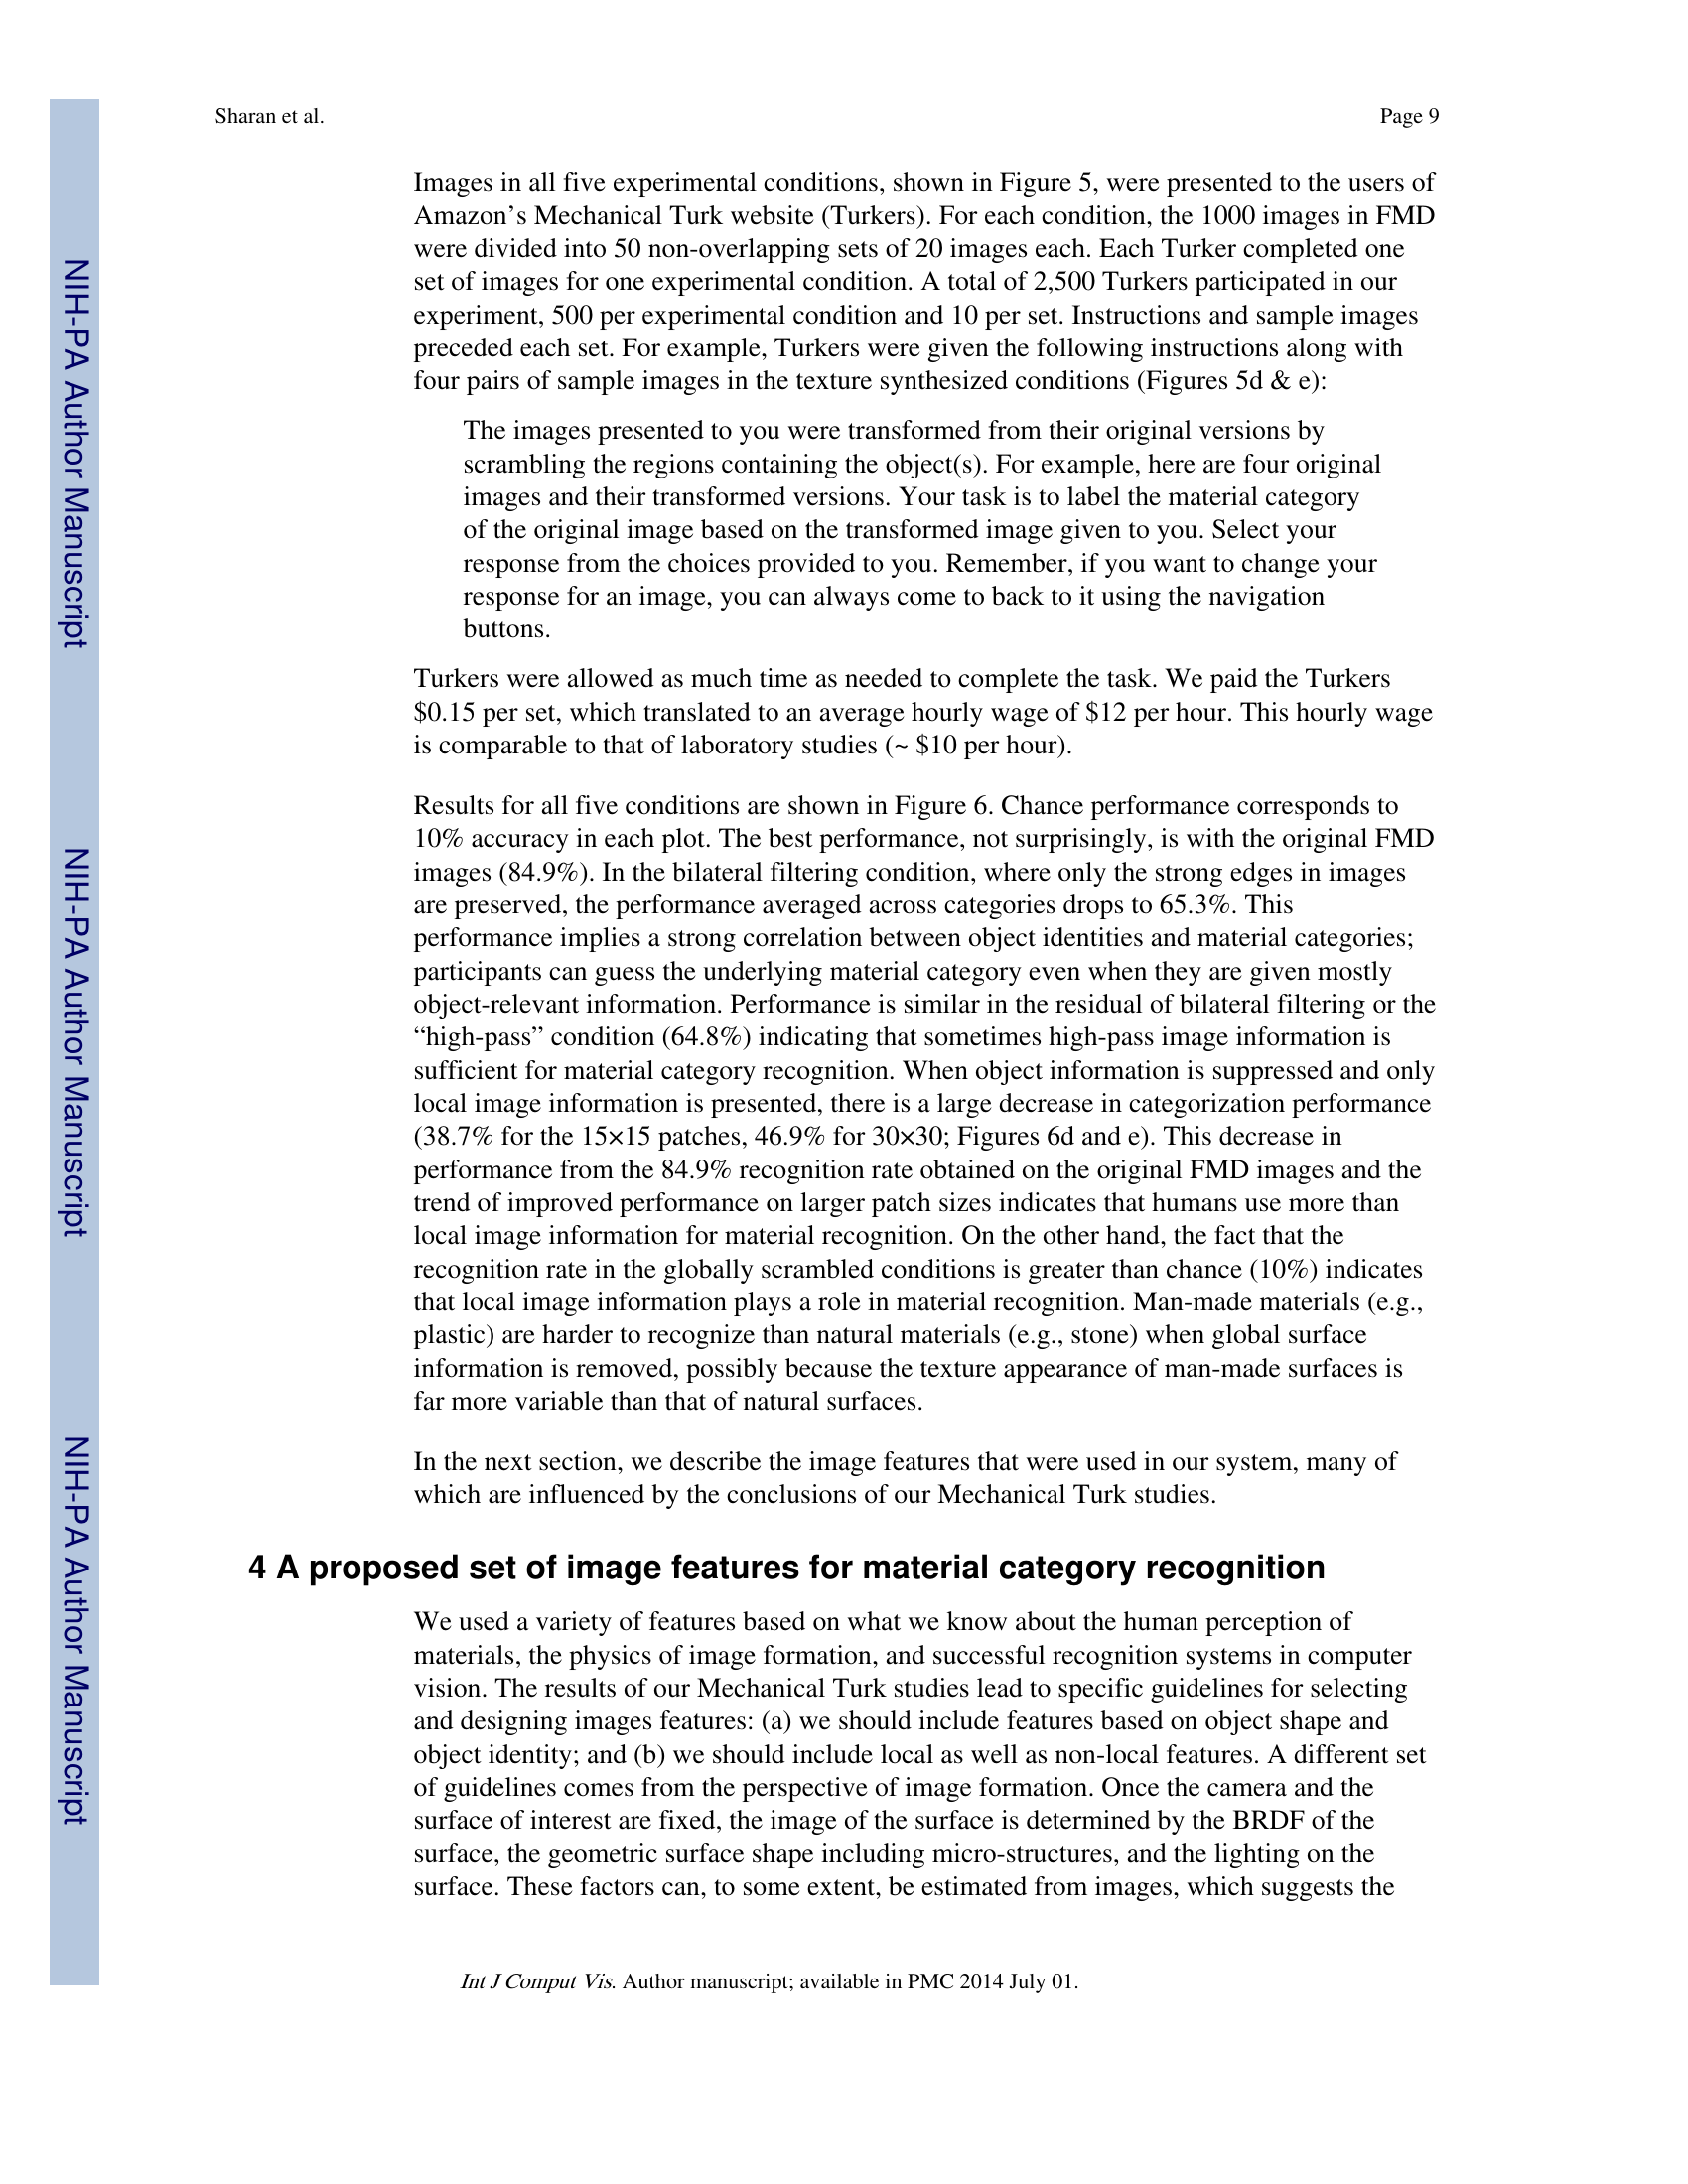 Sharan et al.
Page 9
Images in all five experimental conditions, shown in Figure 5, were presented to the users of
Amazon’s Mechanical Turk website (Turkers). For each condition, the 1000 images in FMD
were divided into 50 non-overlapping sets of 20 images each. Each Turker completed one
set of images for one experimental condition. A total of 2,500 Turkers participated in our
experiment, 500 per experimental condition and 10 per set. Instructions and sample images
preceded each set. For example, Turkers were given the following instructions along with
four pairs of sample images in the texture synthesized conditions (Figures 5d & e):
The images presented to you were transformed from their original versions by
scrambling the regions containing the object(s). For example, here are four original
images and their transformed versions. Your task is to label the material category
of the original image based on the transformed image given to you. Select your
response from the choices provided to you. Remember, if you want to change your
response for an image, you can always come to back to it using the navigation
buttons.
Turkers were allowed as much time as needed to complete the task. We paid the Turkers
$0.15 per set, which translated to an average hourly wage of $12 per hour. This hourly wage
is comparable to that of laboratory studies (~ $10 per hour).
Results for all five conditions are shown in Figure 6. Chance performance corresponds to
10% accuracy in each plot. The best performance, not surprisingly, is with the original FMD
images (84.9%). In the bilateral filtering condition, where only the strong edges in images
are preserved, the performance averaged across categories drops to 65.3%. This
performance implies a strong correlation between object identities and material categories;
participants can guess the underlying material category even when they are given mostly
object-relevant information. Performance is similar in the residual of bilateral filtering or the
“high-pass” condition (64.8%) indicating that sometimes high-pass image information is
sufficient for material category recognition. When object information is suppressed and only
local image information is presented, there is a large decrease in categorization performance
(38.7% for the 15×15 patches, 46.9% for 30×30; Figures 6d and e). This decrease in
performance from the 84.9% recognition rate obtained on the original FMD images and the
trend of improved performance on larger patch sizes indicates that humans use more than
local image information for material recognition. On the other hand, the fact that the
recognition rate in the globally scrambled conditions is greater than chance (10%) indicates
that local image information plays a role in material recognition. Man-made materials (e.g.,
plastic) are harder to recognize than natural materials (e.g., stone) when global surface
information is removed, possibly because the texture appearance of man-made surfaces is
far more variable than that of natural surfaces.
In the next section, we describe the image features that were used in our system, many of
which are influenced by the conclusions of our Mechanical Turk studies.
4 A proposed set of image features for material category recognition
We used a variety of features based on what we know about the human perception of
materials, the physics of image formation, and successful recognition systems in computer
vision. The results of our Mechanical Turk studies lead to specific guidelines for selecting
and designing images features: (a) we should include features based on object shape and
object identity; and (b) we should include local as well as non-local features. A different set
of guidelines comes from the perspective of image formation. Once the camera and the
surface of interest are fixed, the image of the surface is determined by the BRDF of the
surface, the geometric surface shape including micro-structures, and the lighting on the
surface. These factors can, to some extent, be estimated from images, which suggests the
Int J Comput Vis. Author manuscript; available in PMC 2014 July 01.
NIH-PA Author Manuscript
NIH-PA Author Manuscript
NIH-PA Author Manuscript